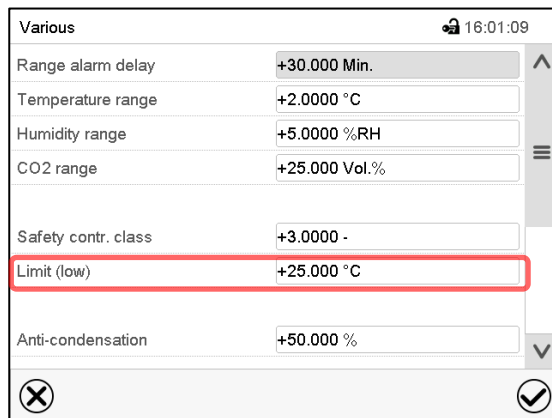 Various 16:01:09
Range alarm delay +30.000 Min.
Temperature range +2.0000 °C
Humidity range +5.0000 %RH
CO2 range +25.000 Vol.%
Safety contr. class +3.0000 -
Limit (low) +25.000 °C
Anti-condensation +50.000 %